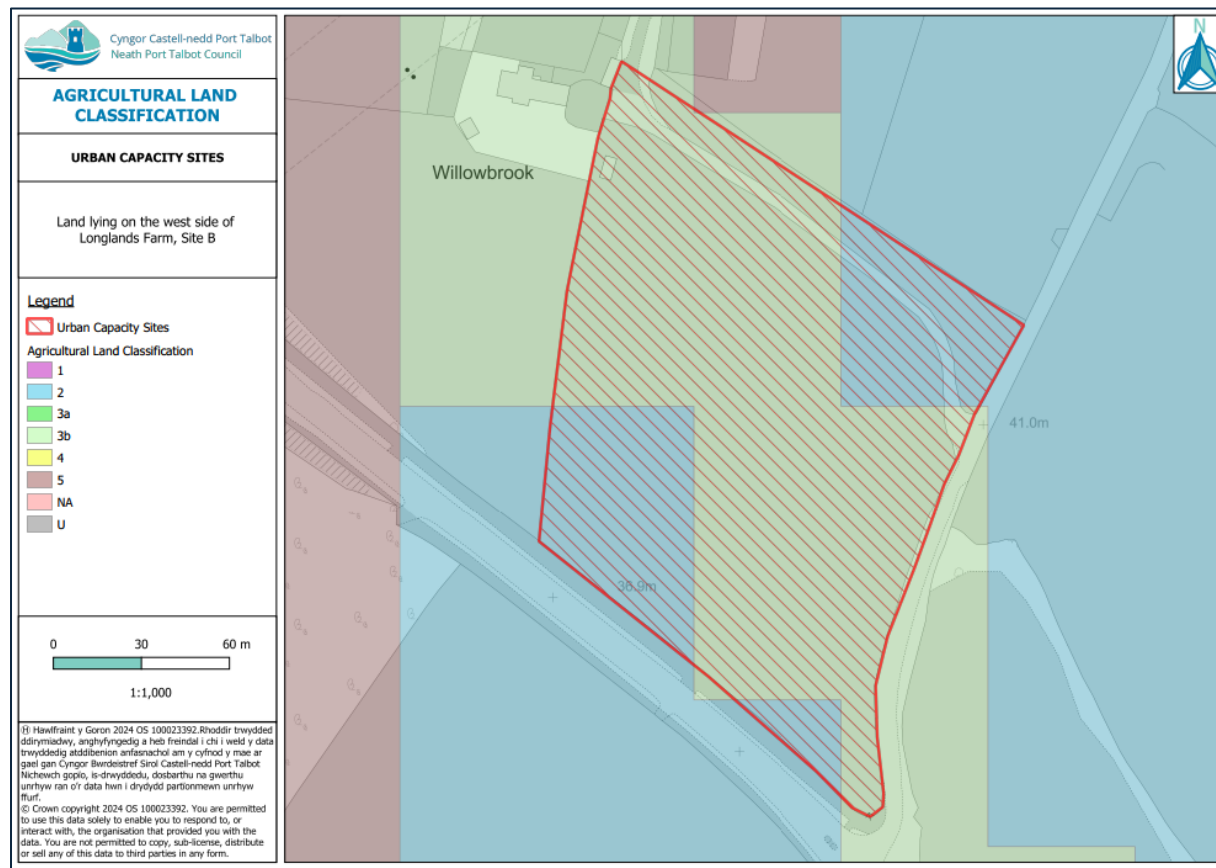 Cyngor Castell-nedd Port Talbot
Neath Port Talbot Council
AGRICULTURAL LAND
CLASSIFICATION
URBAN CAPACITY SITES
Land lying on the west side of
Longlands Farm, Site B
Legend
Urban Capacity Sites
Agricultural Land Classification
1
2
3a
3b
4
5
NA
U
0 30 60 m
1:1,000
Ⓗ Hawlfraint y Goron 2024 OS 100023392.Rhoddir trwydded
ddirymiadwy, anghyfyngedig a heb freindal i chi i weld y data
trwyddedig atddibenion anfasnachol am y cyfnod y mae ar
gael gan Cyngor Bwrdeistref Sirol Castell-nedd Port Talbot
Nichewch gopïo, is-drwyddedu, dosbarthu na gwerthu
unrhyw ran o'r data hwn i drydydd partïonmewn unrhyw
ffurf.
© Crown copyright 2024 OS 100023392. You are permitted
to use this data solely to enable you to respond to, or
interact with, the organisation that provided you with the
data. You are not permitted to copy, sub-license, distribute
or sell any of this data to third parties in any form.
N
Willowbrook
41.0m
36.9m